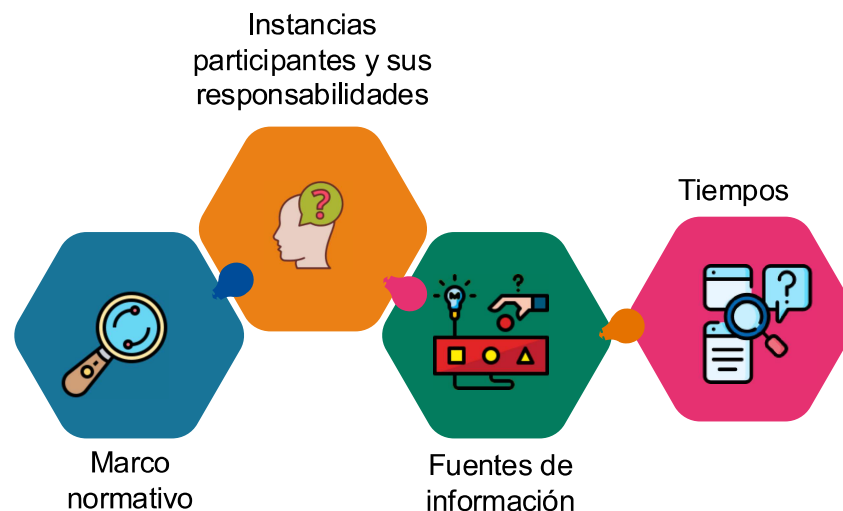 Instancias
participantes y sus
responsabilidades
Tiempos
Marco
normativo
Fuentes de
información